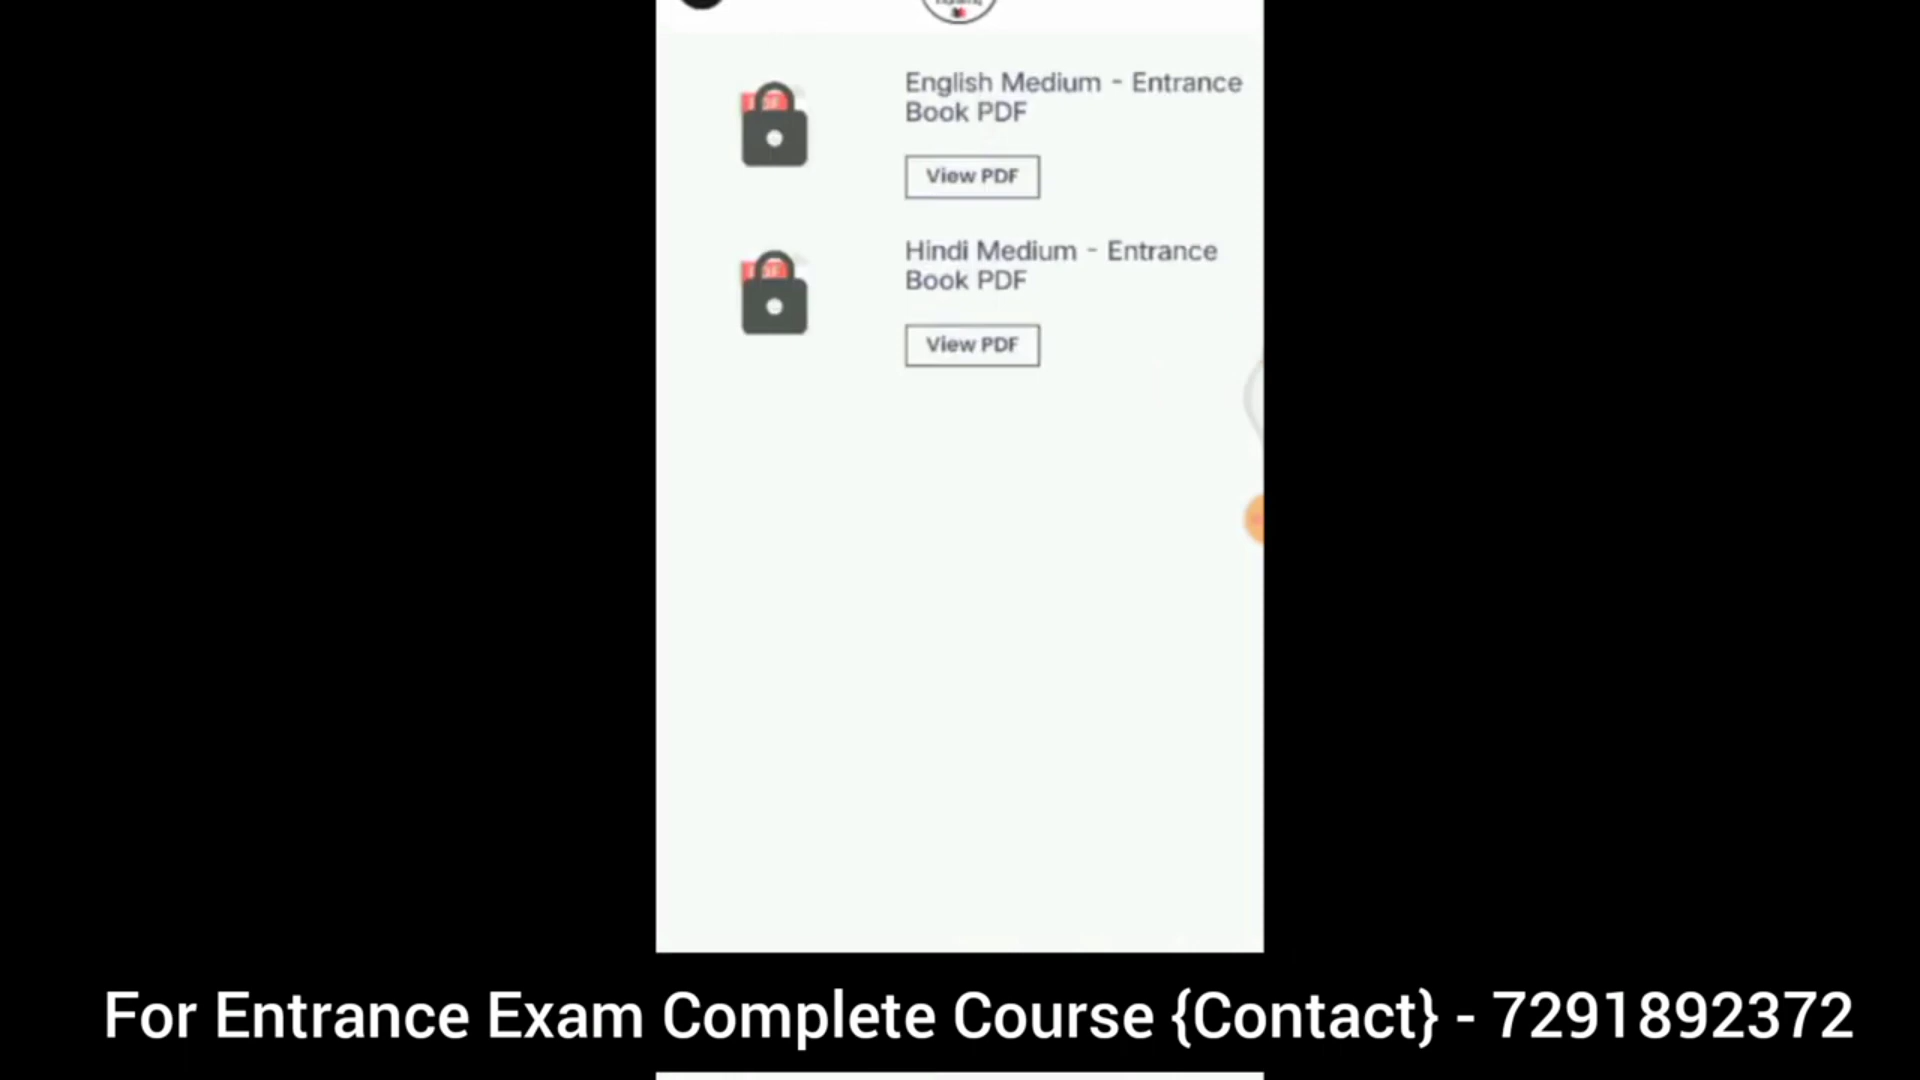 English Medium - Entrance
Book PDF
View PDF
Hindi Medium - Entrance
Book PDF
View PDF
For Entrance Exam Complete Course {Contact} - 7291892372